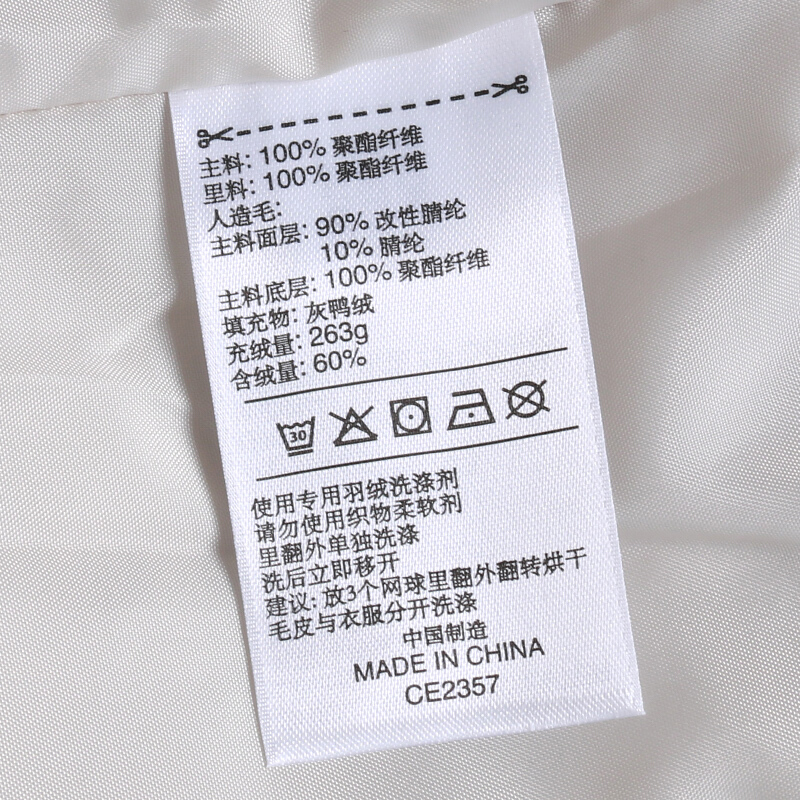 主料: 100% 聚酯纤维
里料: 100% 聚酯纤维
人造毛:
主料面层: 90% 改性腈纶
10% 腈纶
主料底层: 100% 聚酯纤维
填充物: 灰鸭绒
充绒量: 263g
含绒量: 60%
30
使用专用羽绒洗涤剂
请勿使用织物柔软剂
里翻外单独洗涤
洗后立即移开
建议: 放3个网球里翻外翻转烘干
毛皮与衣服分开洗涤
中国制造
MADE IN CHINA
CE2357